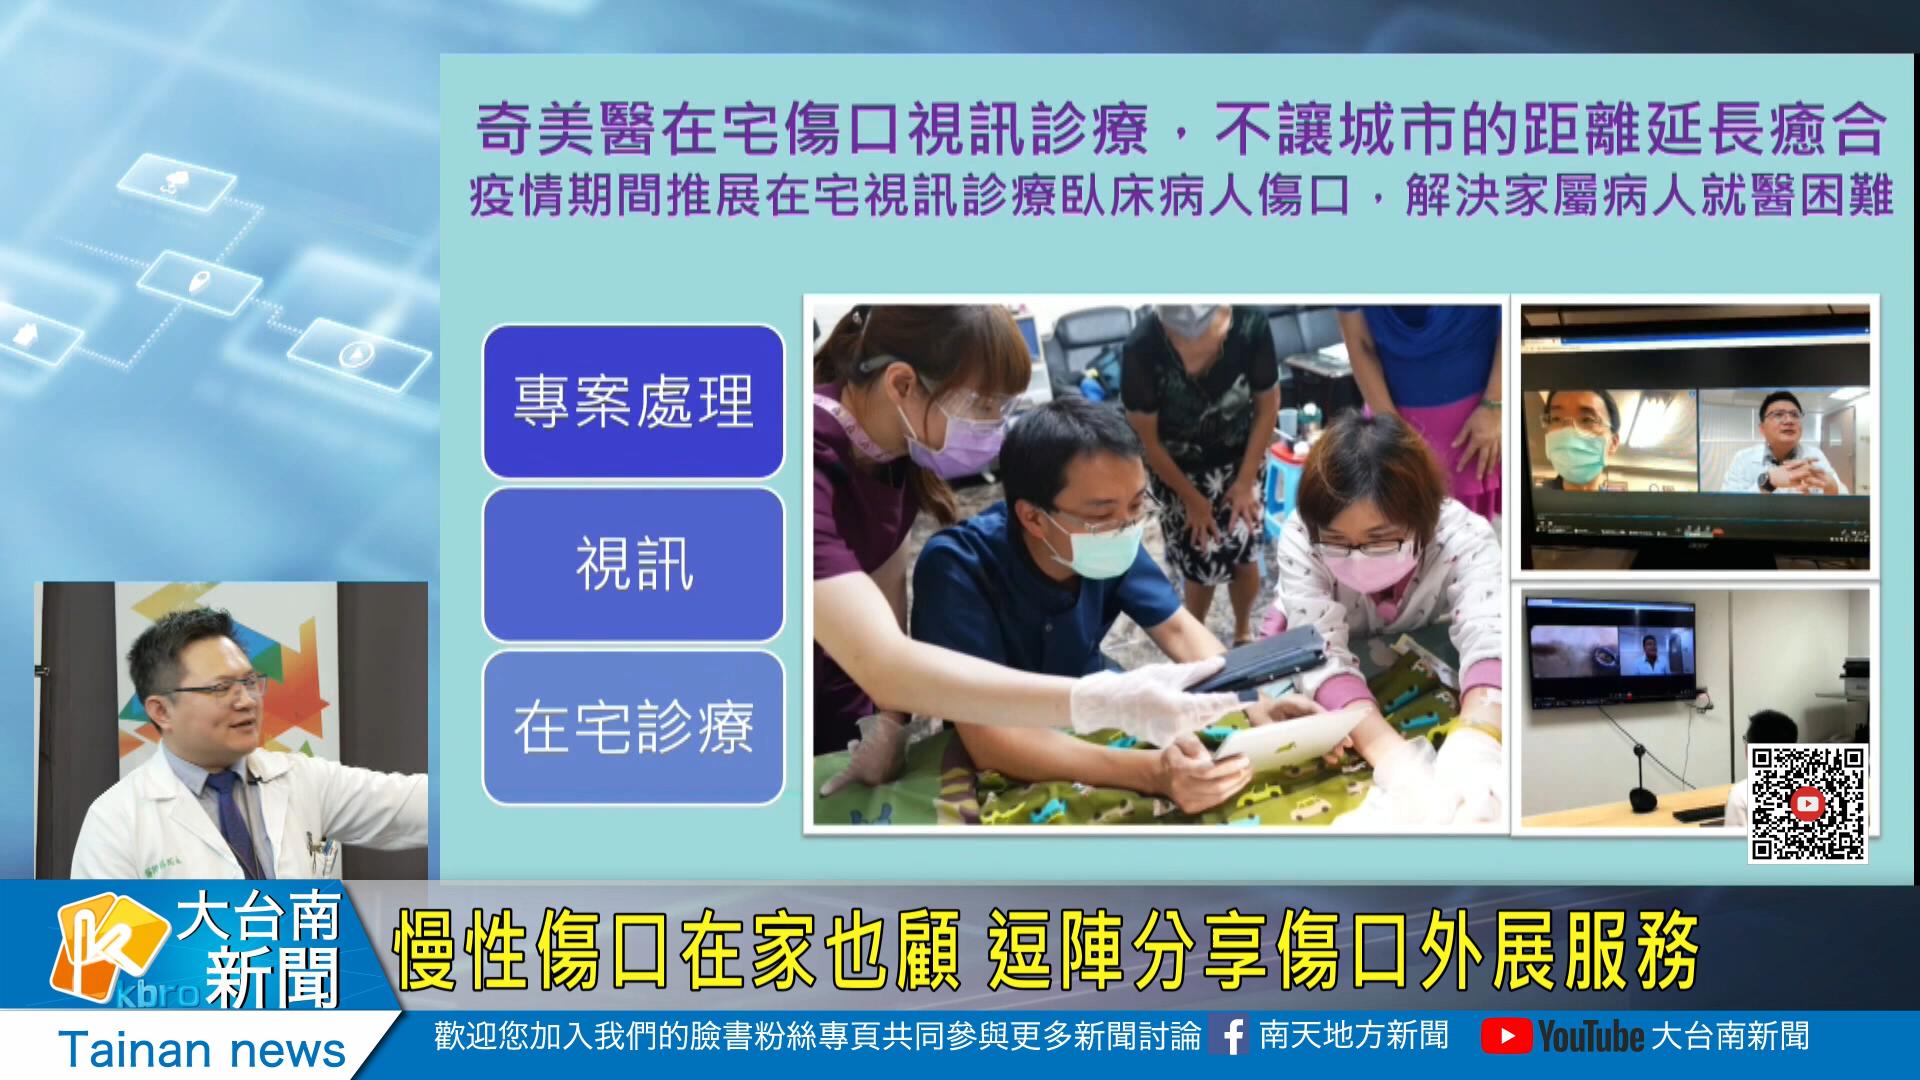 奇美醫在宅傷口視訊診療，不讓城市的距離延長癒合
疫情期間推展在宅視訊診療臥床病人傷口，解決家屬病人就醫困難
專案處理
視訊
在宅診療
大台南
新聞
kbro
慢性傷口在家也顧 逗陣分享傷口外展服務
Tainan news
歡迎您加入我們的臉書粉絲專頁共同參與更多新聞討論 南天地方新聞 YouTube 大台南新聞